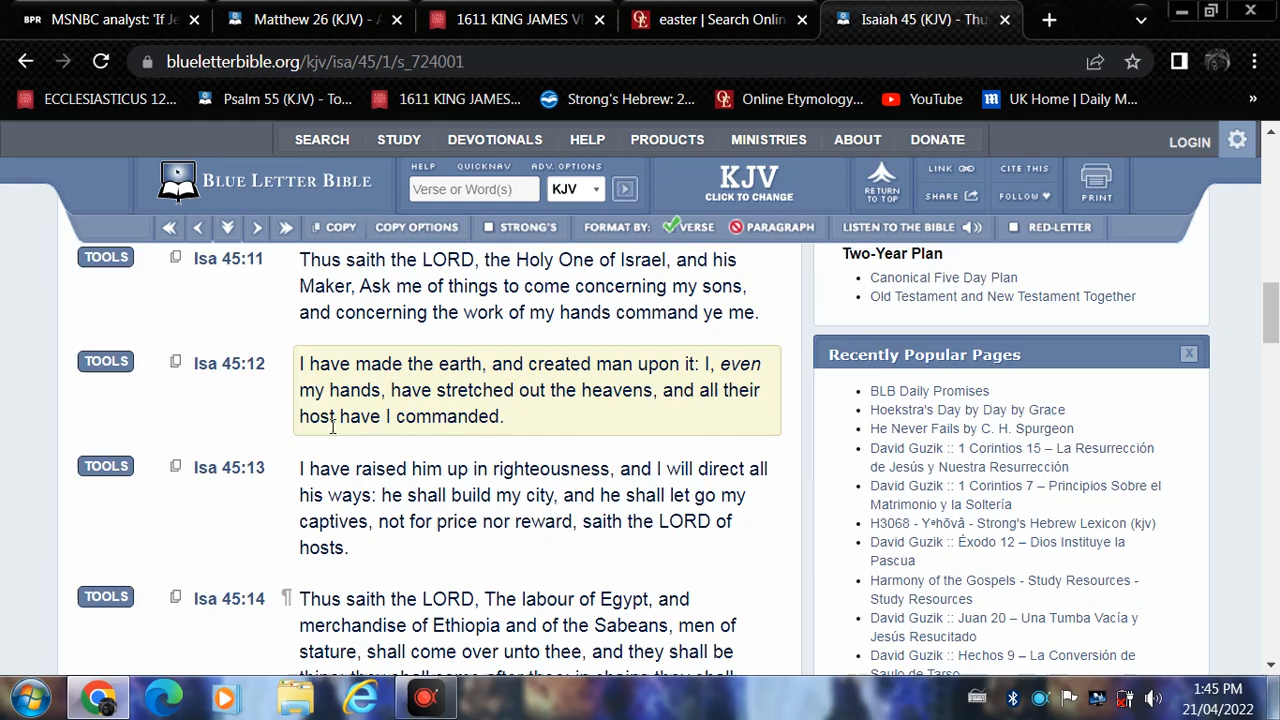 BPR MSNBC analyst: 'If J
Matthew 26 (KJV) - 
1611 KING JAMES VI
OE easter | Search Onlin
Isaiah 45 (KJV) - Thu
blueletterbible.org/kjv/isa/45/1/s_724001
ECCLESIASTICUS 12...
Psalm 55 (KJV) - To...
1611 KING JAMES...
Strong's Hebrew: 2...
OE Online Etymology...
YouTube
m UK Home | Daily M...
»
SEARCH STUDY DEVOTIONALS HELP PRODUCTS MINISTRIES ABOUT DONATE LOGIN
BLUE LETTER BIBLE
HELP QUICKNAV ADV. OPTIONS
Verse or Word(s) KJV
KJV
CLICK TO CHANGE
RETURN
TO TOP
LINK CITE THIS
SHARE FOLLOW
PRINT
COPY COPY OPTIONS STRONG'S FORMAT BY: VERSE PARAGRAPH LISTEN TO THE BIBLE RED-LETTER
TOOLS Isa 45:11 Thus saith the LORD, the Holy One of Israel, and his
Maker, Ask me of things to come concerning my sons,
and concerning the work of my hands command ye me.
TOOLS Isa 45:12 I have made the earth, and created man upon it: I, even
my hands, have stretched out the heavens, and all their
host have I commanded.
TOOLS Isa 45:13 I have raised him up in righteousness, and I will direct all
his ways: he shall build my city, and he shall let go my
captives, not for price nor reward, saith the LORD of
hosts.
TOOLS Isa 45:14 ¶ Thus saith the LORD, The labour of Egypt, and
merchandise of Ethiopia and of the Sabeans, men of
stature, shall come over unto thee, and they shall be
Two-Year Plan
Canonical Five Day Plan
Old Testament and New Testament Together
Recently Popular Pages
BLB Daily Promises
Hoekstra's Day by Day by Grace
He Never Fails by C. H. Spurgeon
David Guzik :: 1 Corintios 15 – La Resurrección
de Jesús y Nuestra Resurrección
David Guzik :: 1 Corintios 7 – Principios Sobre el
Matrimonio y la Soltería
H3068 - Yᵊhōvâ - Strong's Hebrew Lexicon (kjv)
David Guzik :: Éxodo 12 – Dios Instituye la
Pascua
Harmony of the Gospels - Study Resources -
Study Resources
David Guzik :: Juan 20 – Una Tumba Vacía y
Jesús Resucitado
David Guzik :: Hechos 9 – La Conversión de
Saulo de Tarso
1:45 PM
21/04/2022